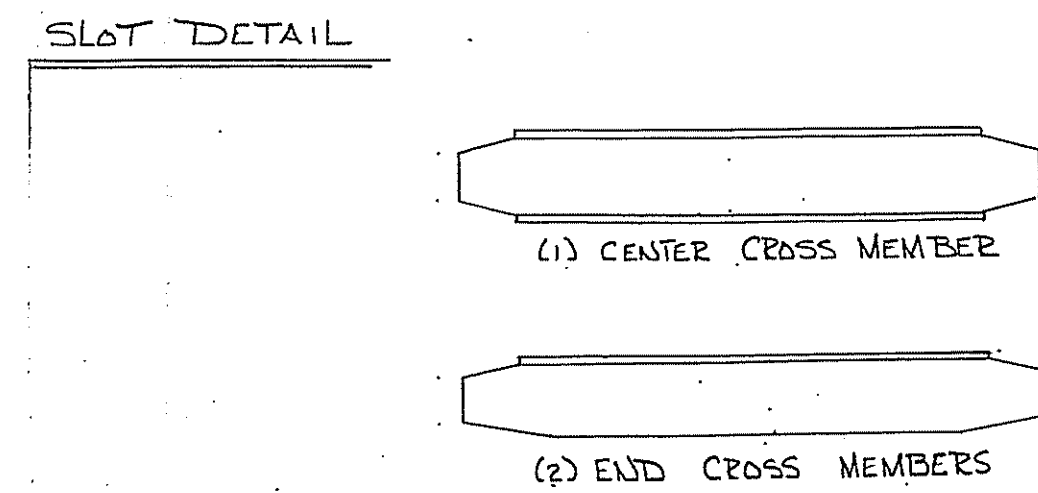 SLOT DETAIL
(1) CENTER CROSS MEMBER
(2) END CROSS MEMBERS